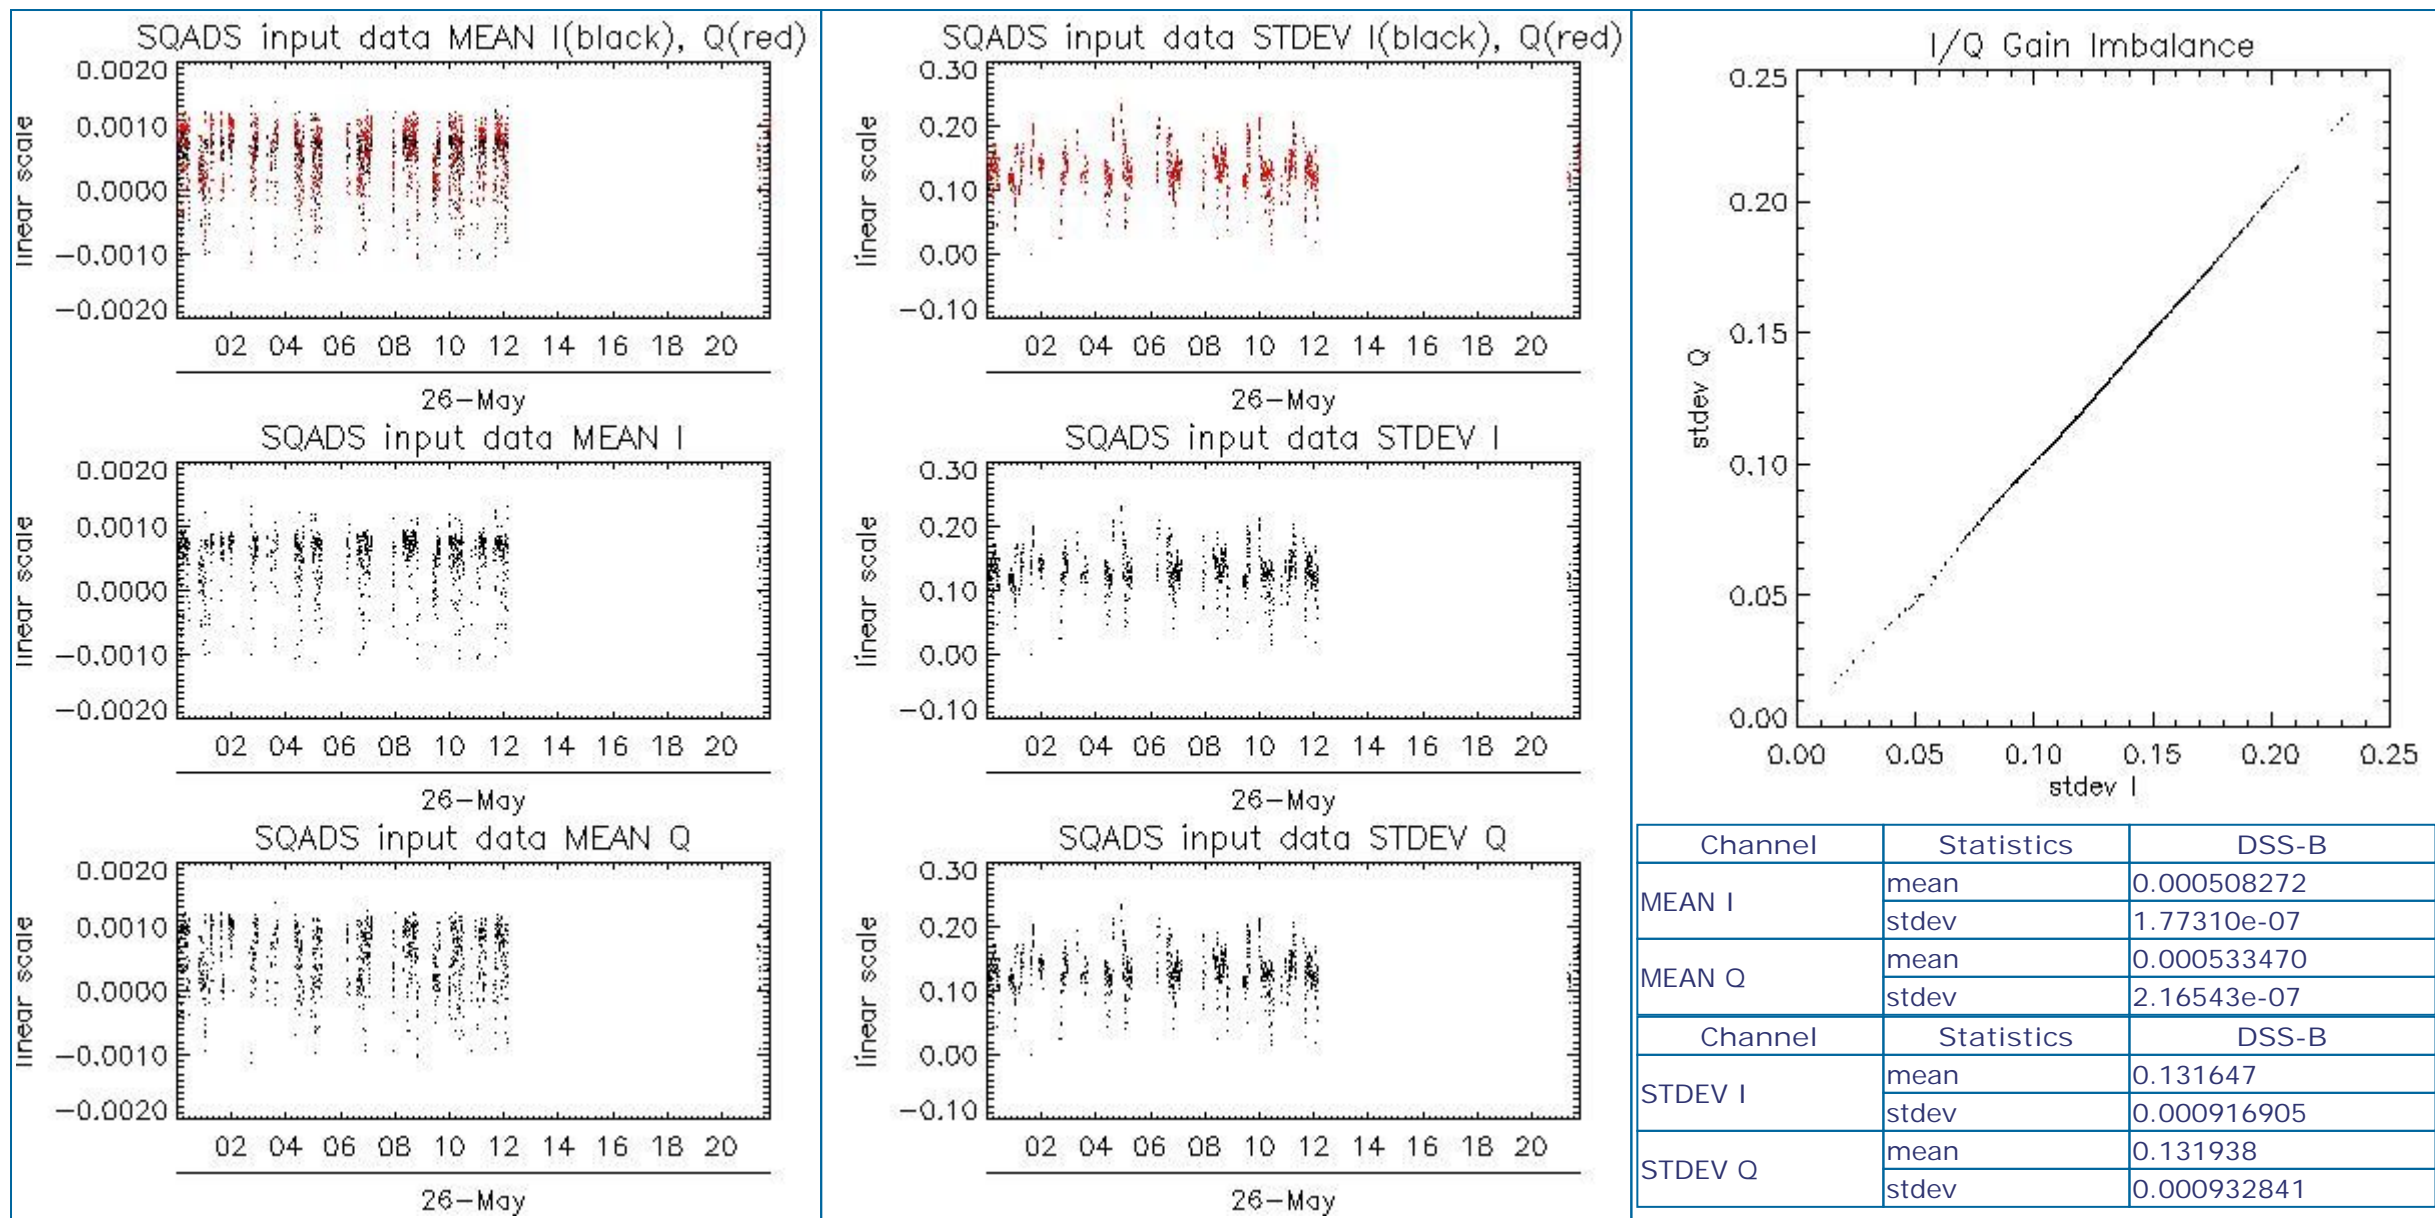 SQADS input data MEAN I(black), Q(red)
0.0020
0.0010
0.0000
−0.0010
−0.0020
linear scale
02 04 06 08 10 12 14 16 18 20
26−May
SQADS input data MEAN I
0.0020
0.0010
0.0000
−0.0010
−0.0020
linear scale
02 04 06 08 10 12 14 16 18 20
26−May
SQADS input data MEAN Q
0.0020
0.0010
0.0000
−0.0010
−0.0020
linear scale
02 04 06 08 10 12 14 16 18 20
26−May
SQADS input data STDEV I(black), Q(red)
0.30
0.20
0.10
0.00
−0.10
linear scale
02 04 06 08 10 12 14 16 18 20
26−May
SQADS input data STDEV I
0.30
0.20
0.10
0.00
−0.10
linear scale
02 04 06 08 10 12 14 16 18 20
26−May
SQADS input data STDEV Q
0.30
0.20
0.10
0.00
−0.10
linear scale
02 04 06 08 10 12 14 16 18 20
26−May
I/Q Gain Imbalance
0.25
0.20
0.15
0.10
0.05
0.00
stdev Q
0.00 0.05 0.10 0.15 0.20 0.25
stdev I
Channel Statistics DSS-B
MEAN I mean 0.000508272
stdev 1.77310e-07
MEAN Q mean 0.000533470
stdev 2.16543e-07
Channel Statistics DSS-B
STDEV I mean 0.131647
stdev 0.000916905
STDEV Q mean 0.131938
stdev 0.000932841